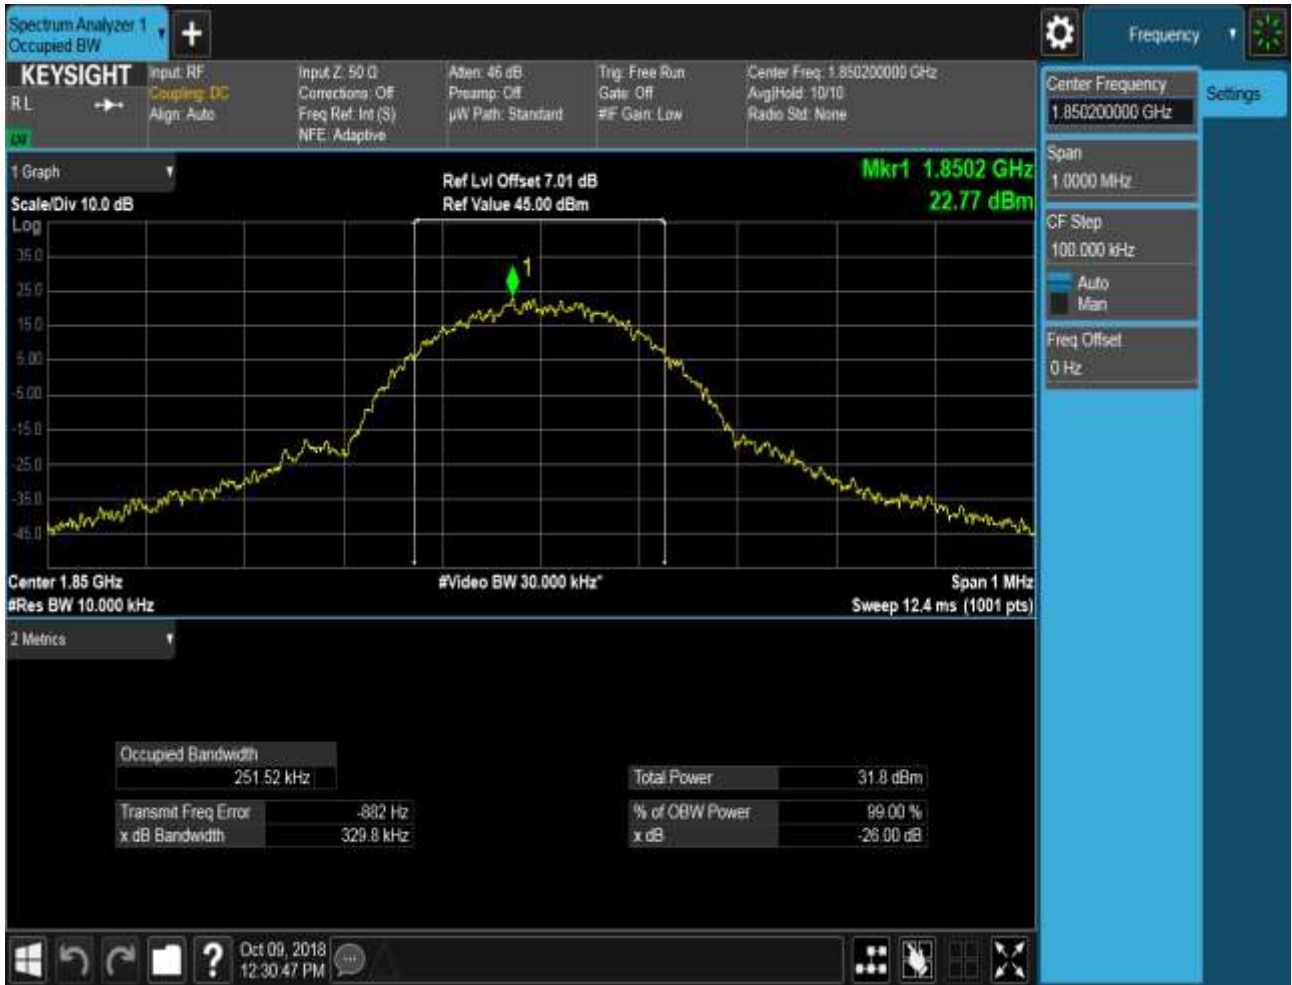 Spectrum Analyzer 1
Occupied BW
Frequency
KEYSIGHT
RL
Input: RF
Coupling: DC
Align: Auto
Input Z: 50 Ω
Corrections: Off
Freq Ref: Int (S)
NFE: Adaptive
Atten: 46 dB
Preamp: Off
µW Path: Standard
Trig: Free Run
Gate: Off
#IF Gain: Low
Center Freq: 1.850200000 GHz
Avg|Hold: 10/10
Radio Std: None
Center Frequency
1.850200000 GHz
Settings
Span
1.0000 MHz
CF Step
100.000 kHz
Auto
Man
Freq Offset
0 Hz
1 Graph
Scale/Div 10.0 dB
Ref Lvl Offset 7.01 dB
Ref Value 45.00 dBm
Mkr1 1.8502 GHz
22.77 dBm
Log
35.0
25.0
15.0
5.00
-5.00
-15.0
-25.0
-35.0
-45.0
1
Center 1.85 GHz
#Video BW 30.000 kHz*
Span 1 MHz
#Res BW 10.000 kHz
Sweep 12.4 ms (1001 pts)
2 Metrics
Occupied Bandwidth
251.52 kHz
Total Power 31.8 dBm
Transmit Freq Error -882 Hz
% of OBW Power 99.00 %
x dB Bandwidth 329.8 kHz
x dB -26.00 dB
Oct 09, 2018
12:30:47 PM